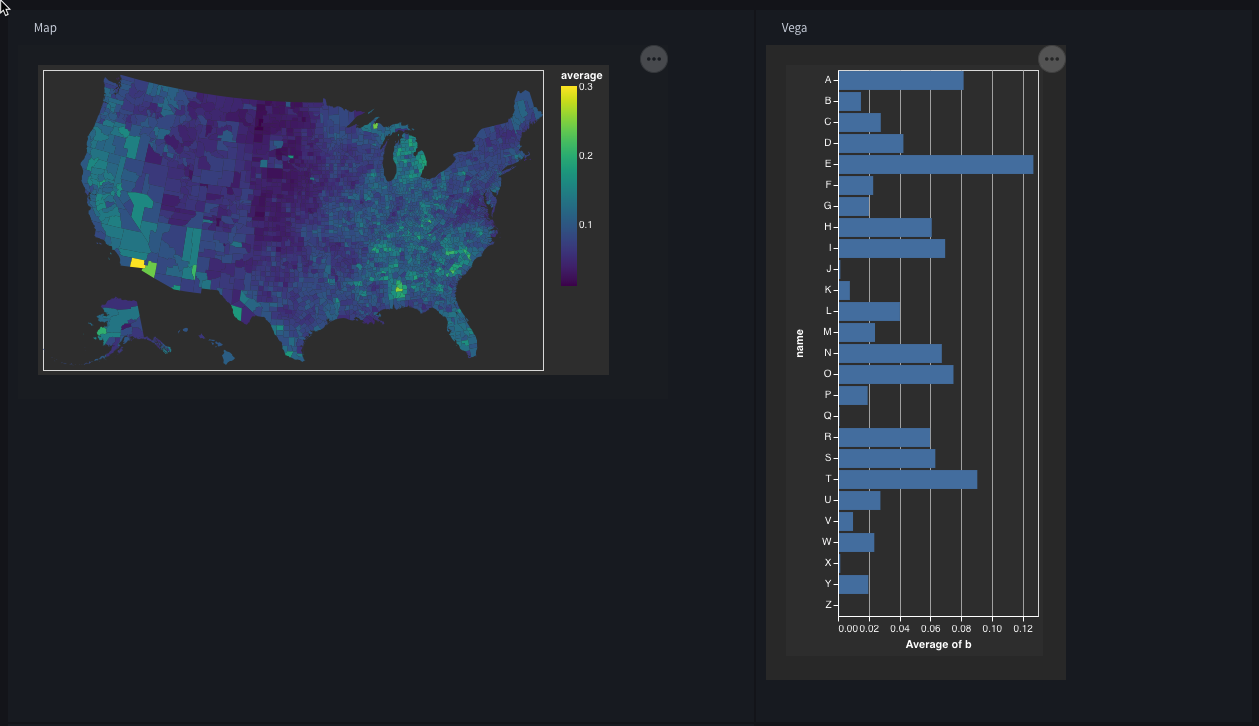 Map
average
0.3
0.2
0.1
Vega
A
B
C
D
E
F
G
H
I
J
K
L
M
N
O
P
Q
R
S
T
U
V
W
X
Y
Z
name
0.00 0.02 0.04 0.06 0.08 0.10 0.12
Average of b